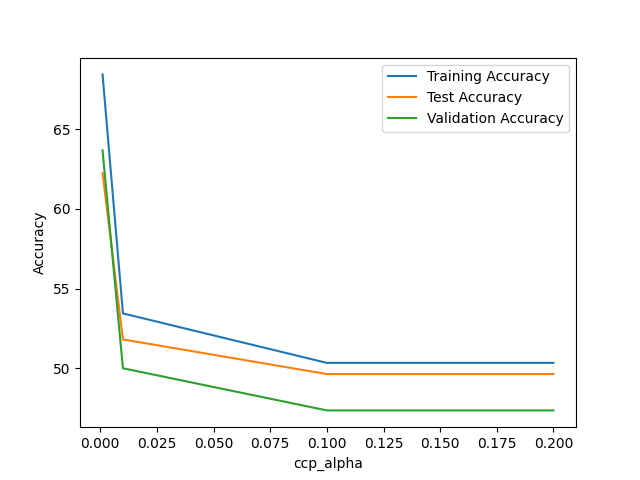 Training Accuracy
Test Accuracy
Validation Accuracy
65
60
55
50
Accuracy
0.000 0.025 0.050 0.075 0.100 0.125 0.150 0.175 0.200
ccp_alpha